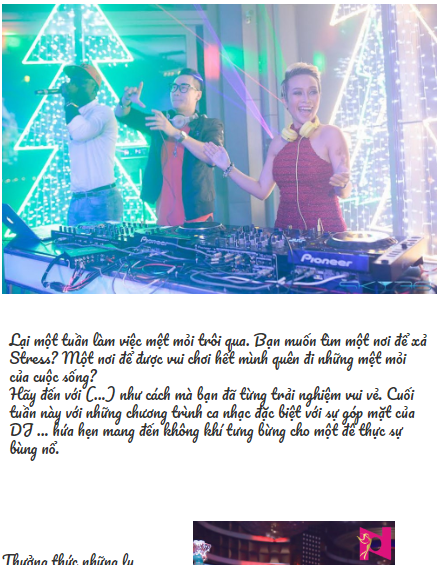 Pioneer
Pioneer
Lại một tuần làm việc mệt mỏi trôi qua. Bạn muốn tìm một nơi để xả
Stress? Một nơi để được vui chơi hết mình quên đi những mệt mỏi
của cuộc sống?
Hãy đến với (...) như cách mà bạn đã từng trải nghiệm vui vẻ. Cuối
tuần này với những chương trình ca nhạc đặc biệt với sự góp mặt của
DJ ... hứa hẹn mang đến không khí tưng bừng cho một đê thực sự
bùng nổ.
Thưởng thức những ly